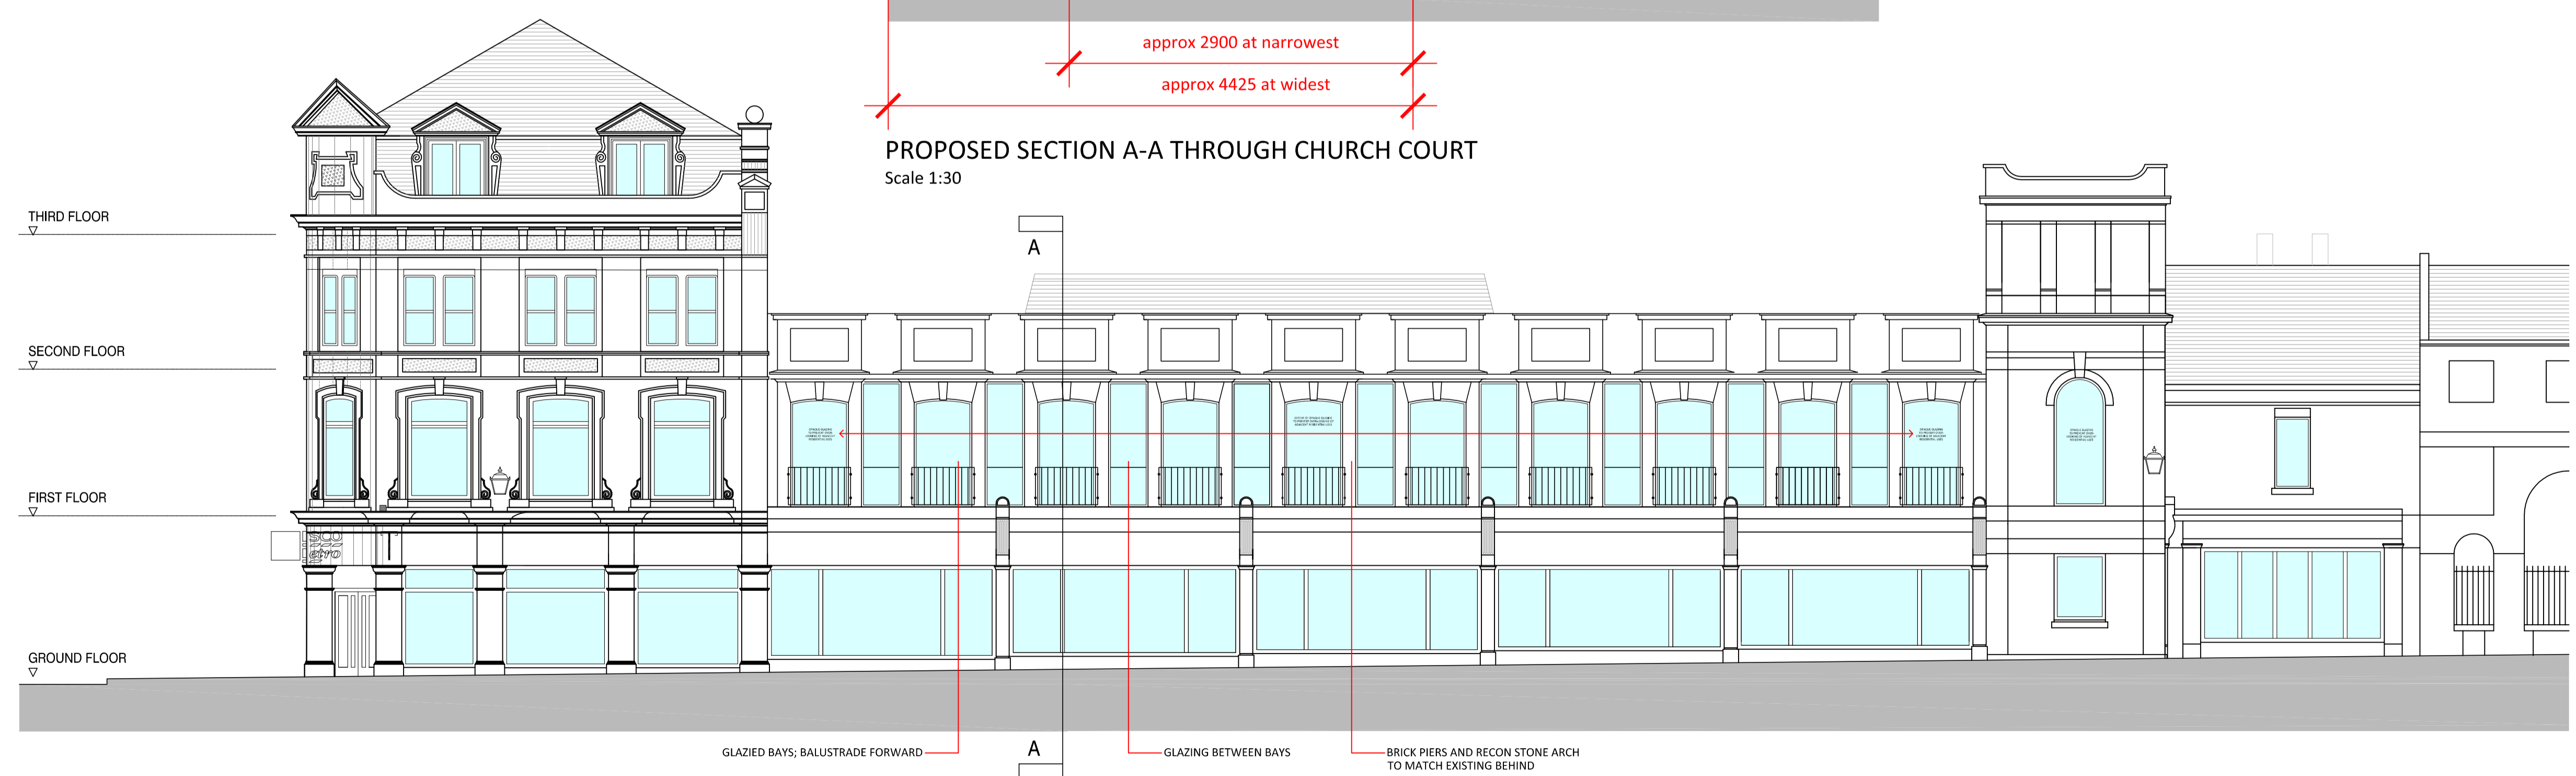 approx 2900 at narrowest
approx 4425 at widest
PROPOSED SECTION A-A THROUGH CHURCH COURT
Scale 1:30
THIRD FLOOR
A
SECOND FLOOR
FIRST FLOOR
sco
etro
GROUND FLOOR
A
GLAZIED BAYS; BALUSTRADE FORWARD
GLAZING BETWEEN BAYS
BRICK PIERS AND RECON STONE ARCH
TO MATCH EXISTING BEHIND